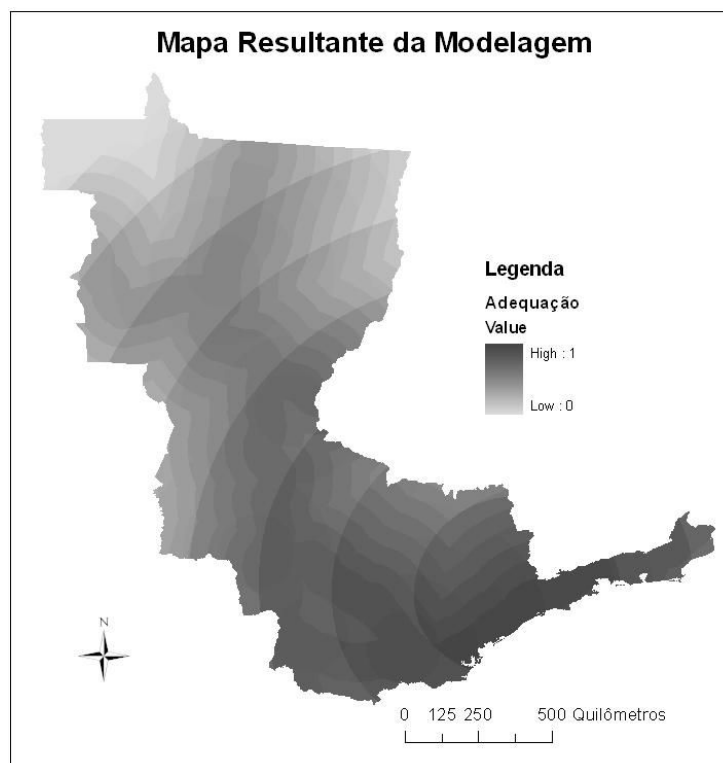 Mapa Resultante da Modelagem
Legenda
Adequação
Value
High : 1
Low : 0
N
0 125 250 500 Quilômetros